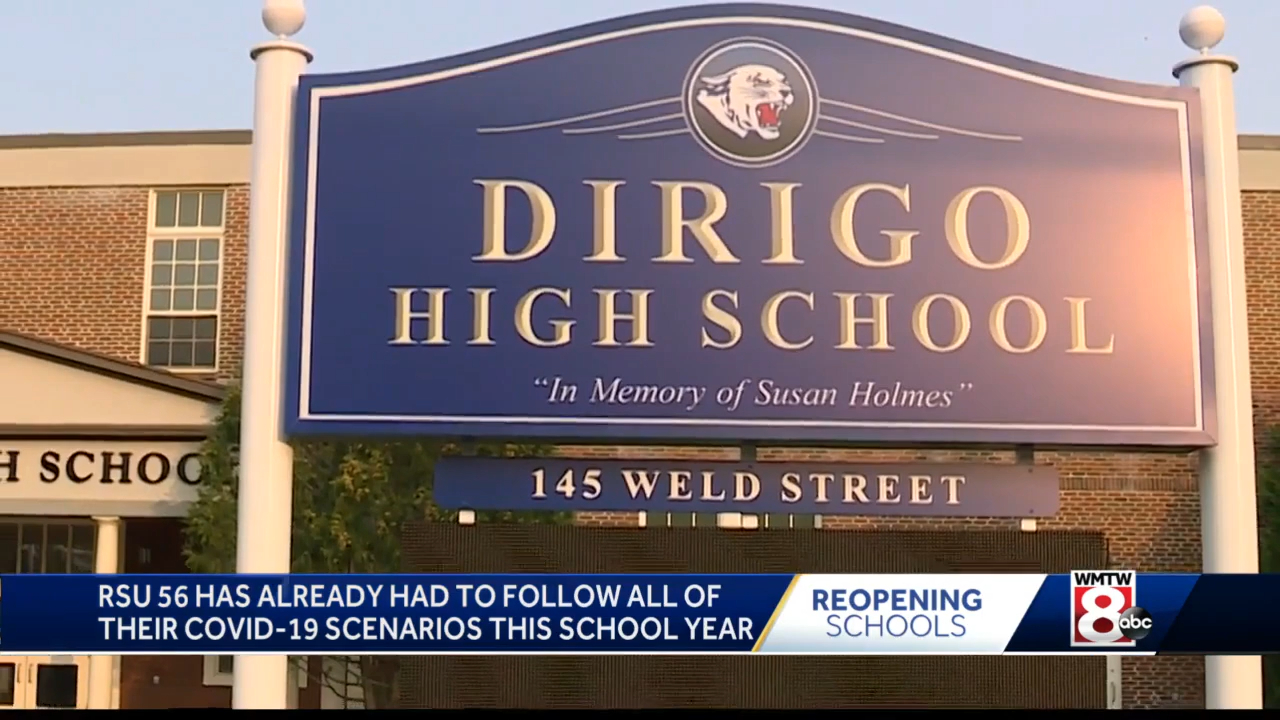 DIRIGO
HIGH SCHOOL
“In Memory of Susan Holmes”
145 WELD STREET
H SCHOO
RSU 56 HAS ALREADY HAD TO FOLLOW ALL OF
THEIR COVID-19 SCENARIOS THIS SCHOOL YEAR
REOPENING
SCHOOLS
WMTW
8
abc